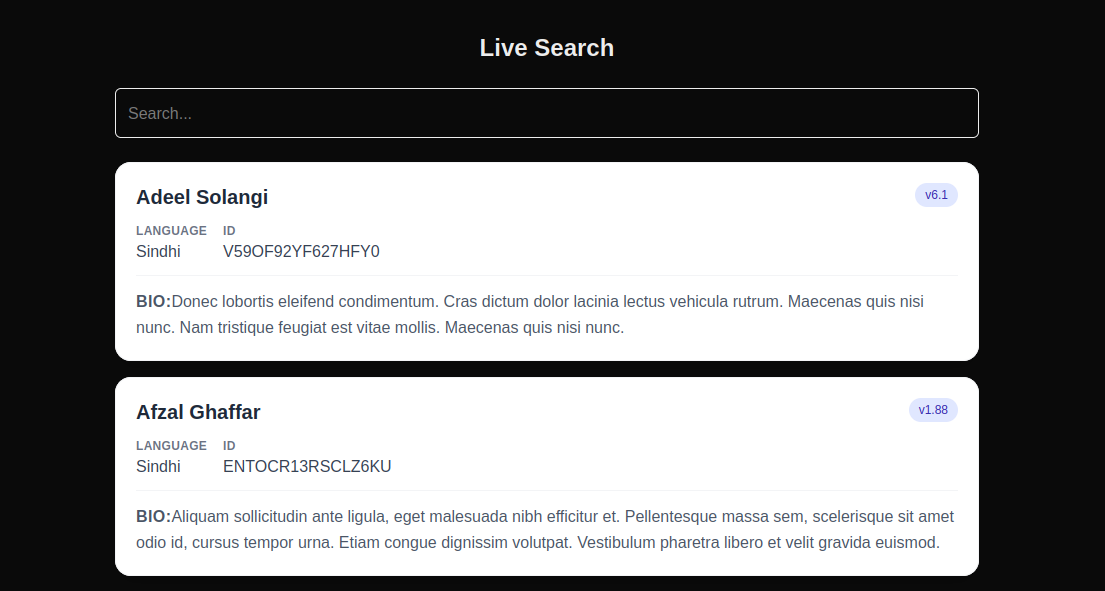 Live Search
Search...
Adeel Solangi
v6.1
LANGUAGE ID
Sindhi V59OF92YF627HFY0
BIO:Donec lobortis eleifend condimentum. Cras dictum dolor lacinia lectus vehicula rutrum. Maecenas quis nisi
nunc. Nam tristique feugiat est vitae mollis. Maecenas quis nisi nunc.
Afzal Ghaffar
v1.88
LANGUAGE ID
Sindhi ENTOCR13RSCLZ6KU
BIO:Aliquam sollicitudin ante ligula, eget malesuada nibh efficitur et. Pellentesque massa sem, scelerisque sit amet
odio id, cursus tempor urna. Etiam congue dignissim volutpat. Vestibulum pharetra libero et velit gravida euismod.